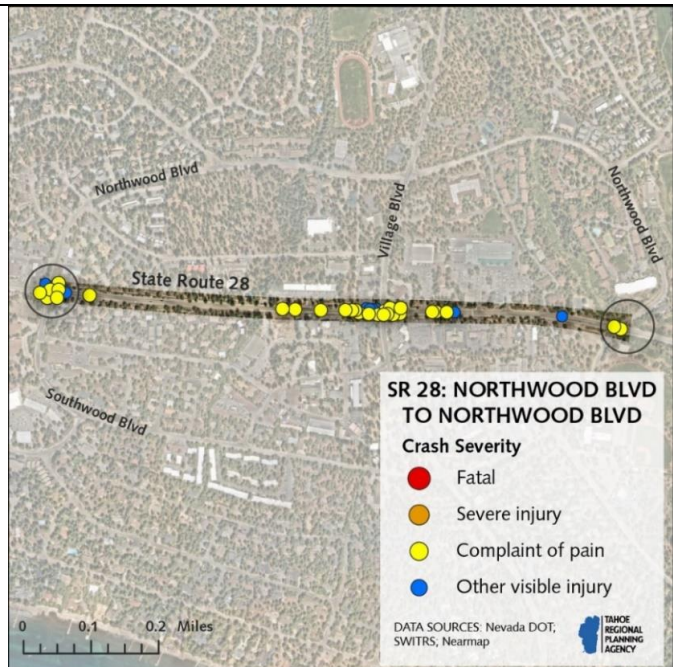 Northwood Blvd
Village Blvd
Northwood Blvd
State Route 28
Southwood Blvd
SR 28: NORTHWOOD BLVD
TO NORTHWOOD BLVD
Crash Severity
Fatal
Severe injury
Complaint of pain
Other visible injury
0 0.1 0.2 Miles
DATA SOURCES: Nevada DOT;
SWITRS; Nearmap
TAHOE
REGIONAL
PLANNING
AGENCY